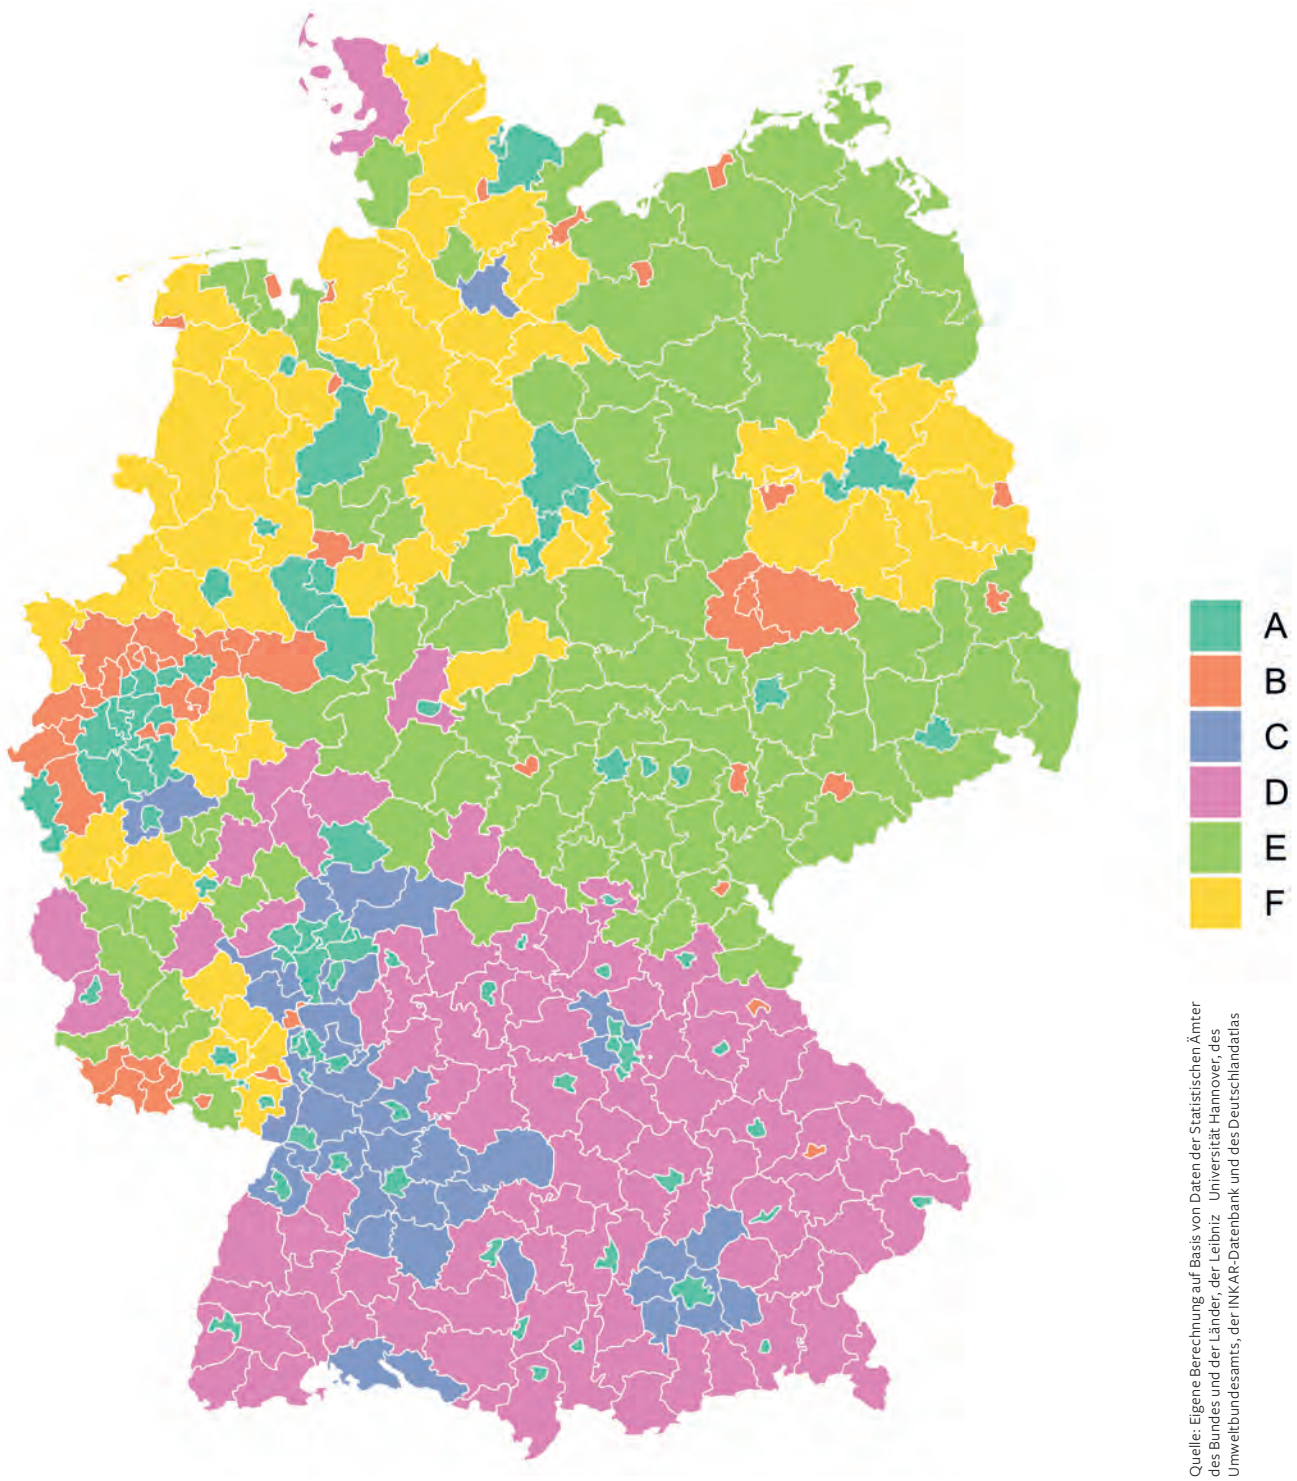 A
B
C
D
E
F
Quelle: Eigene Berechnung auf Basis von Daten der Statistischen Ämter
des Bundes und der Länder, der Leibniz Universität Hannover, des
Umweltbundesamts, der INKAR-Datenbank und des Deutschlandatlas